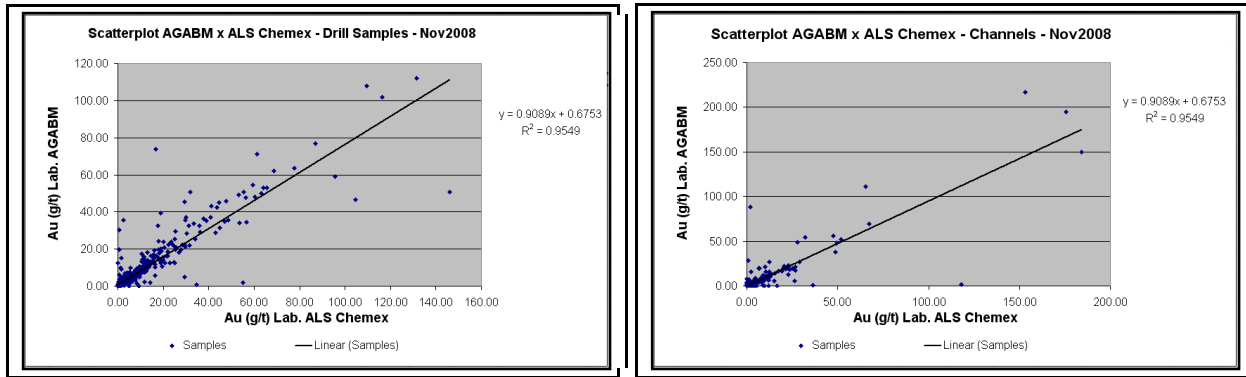 Scatterplot AGABM x ALS Chemex - Drill Samples - Nov2008
120.00
100.00
80.00
60.00
40.00
20.00
0.00
Au (g/t) Lab. AGABM
0.00 20.00 40.00 60.00 80.00 100.00 120.00 140.00 160.00
Au (g/t) Lab. ALS Chemex
y = 0.9089x + 0.6753
R² = 0.9549
Samples Linear (Samples)
Scatterplot AGABM x ALS Chemex - Channels - Nov2008
250.00
200.00
150.00
100.00
50.00
0.00
Au (g/t) Lab. AGABM
0.00 50.00 100.00 150.00 200.00
Au (g/t) Lab. ALS Chemex
y = 0.9089x + 0.6753
R² = 0.9549
Samples Linear (Samples)